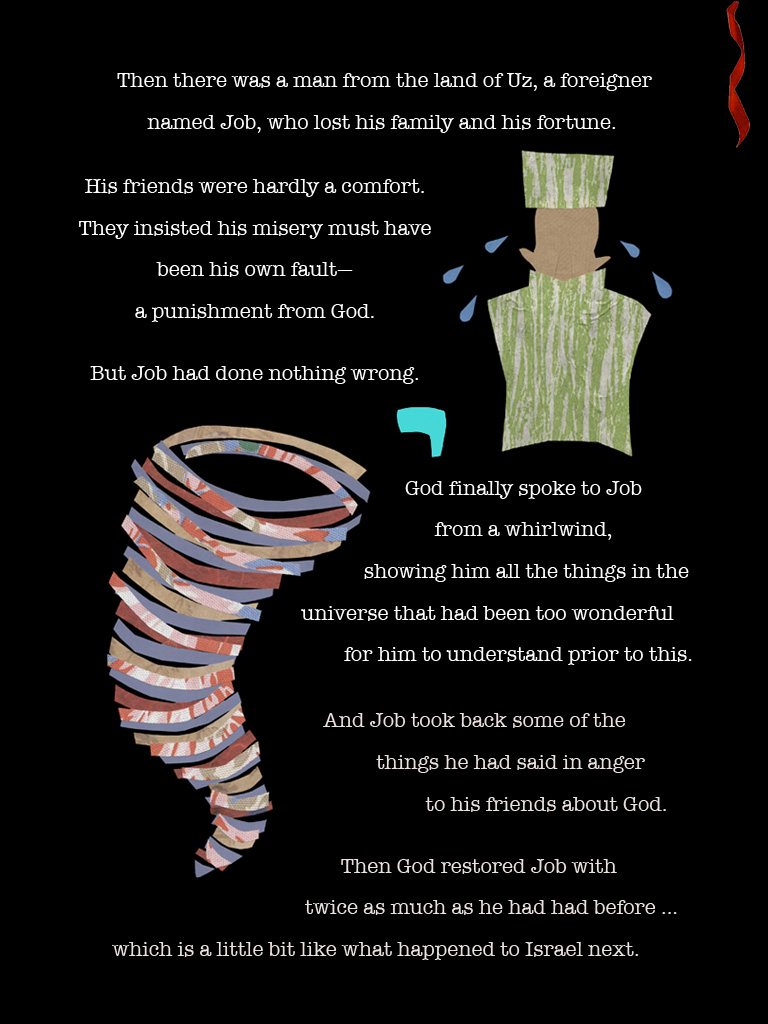 Then there was a man from the land of Uz, a foreigner
named Job, who lost his family and his fortune.
His friends were hardly a comfort.
They insisted his misery must have
been his own fault—
a punishment from God.
But Job had done nothing wrong.
God finally spoke to Job
from a whirlwind,
showing him all the things in the
universe that had been too wonderful
for him to understand prior to this.
And Job took back some of the
things he had said in anger
to his friends about God.
Then God restored Job with
twice as much as he had had before ...
which is a little bit like what happened to Israel next.